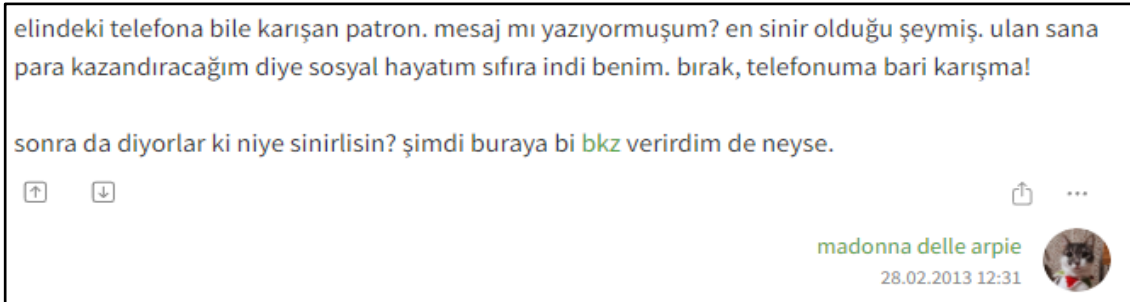 elindeki telefona bile karışan patron. mesaj mı yazıyormuşum? en sinir olduğu şeymiş. ulan sana
para kazandıracağım diye sosyal hayatım sıfıra indi benim. bırak, telefonuma bari karışma!
sonra da diyorlar ki niye sinirlisin? şimdi buraya bi bkz verirdim de neyse.
madonna delle arpie
28.02.2013 12:31